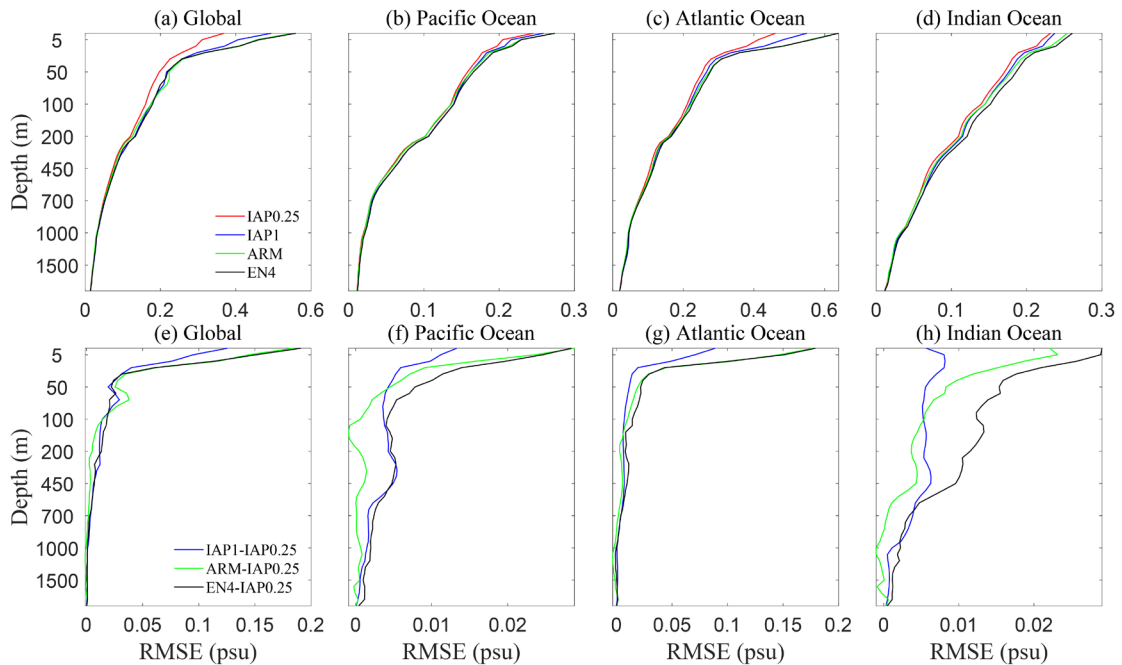 (a) Global
(b) Pacific Ocean
(c) Atlantic Ocean
(d) Indian Ocean
Depth (m)
5
50
100
200
450
700
1000
1500
IAP0.25
IAP1
ARM
EN4
0 0.2 0.4 0.6
0 0.1 0.2 0.3
0 0.2 0.4 0.6
0 0.1 0.2 0.3
(e) Global
(f) Pacific Ocean
(g) Atlantic Ocean
(h) Indian Ocean
Depth (m)
5
50
100
200
450
700
1000
1500
IAP1-IAP0.25
ARM-IAP0.25
EN4-IAP0.25
0 0.05 0.1 0.15 0.2
0 0.01 0.02
0 0.05 0.1 0.15 0.2
0 0.01 0.02
RMSE (psu)
RMSE (psu)
RMSE (psu)
RMSE (psu)